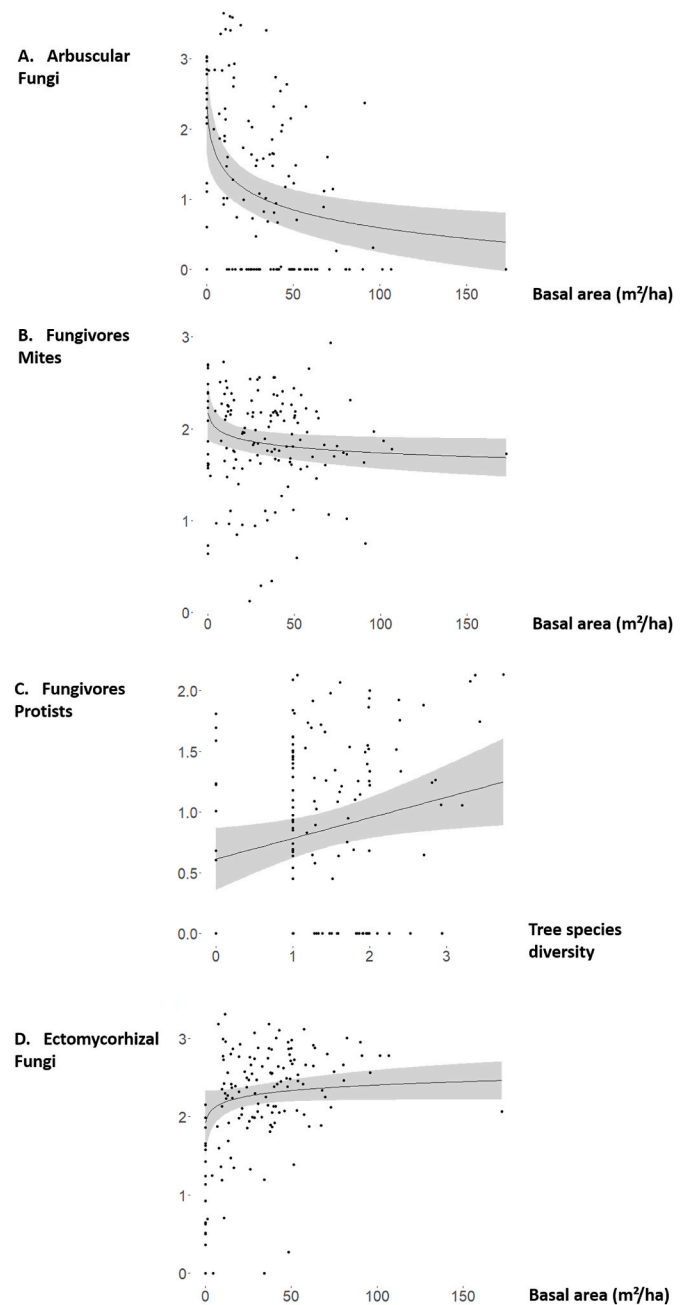 A. Arbuscular
Fungi
3
2
1
0
0 50 100 150
Basal area (m²/ha)
B. Fungivores
Mites
3
2
1
0
0 50 100 150
Basal area (m²/ha)
C. Fungivores
Protists
2.0
1.5
1.0
0.5
0.0
0 1 2 3
Tree species
diversity
D. Ectomycorhizal
Fungi
3
2
1
0
0 50 100 150
Basal area (m²/ha)